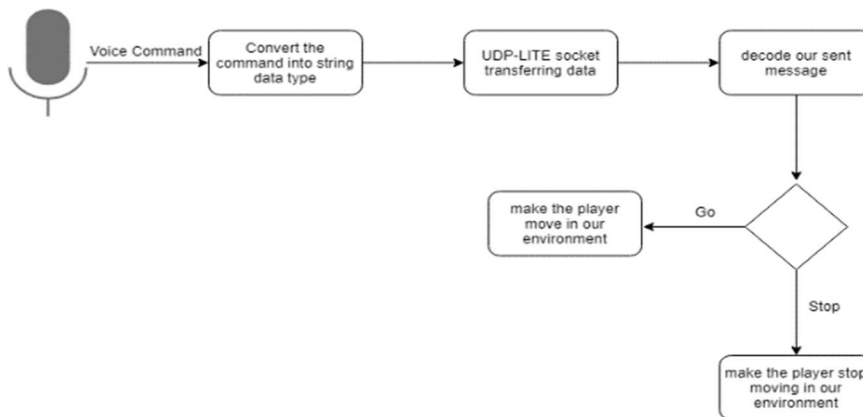 Voice Command
Convert the
command into string
data type
UDP-LITE socket
transferring data
decode our sent
message
Go
make the player
move in our
environment
Stop
make the player stop
moving in our
environment